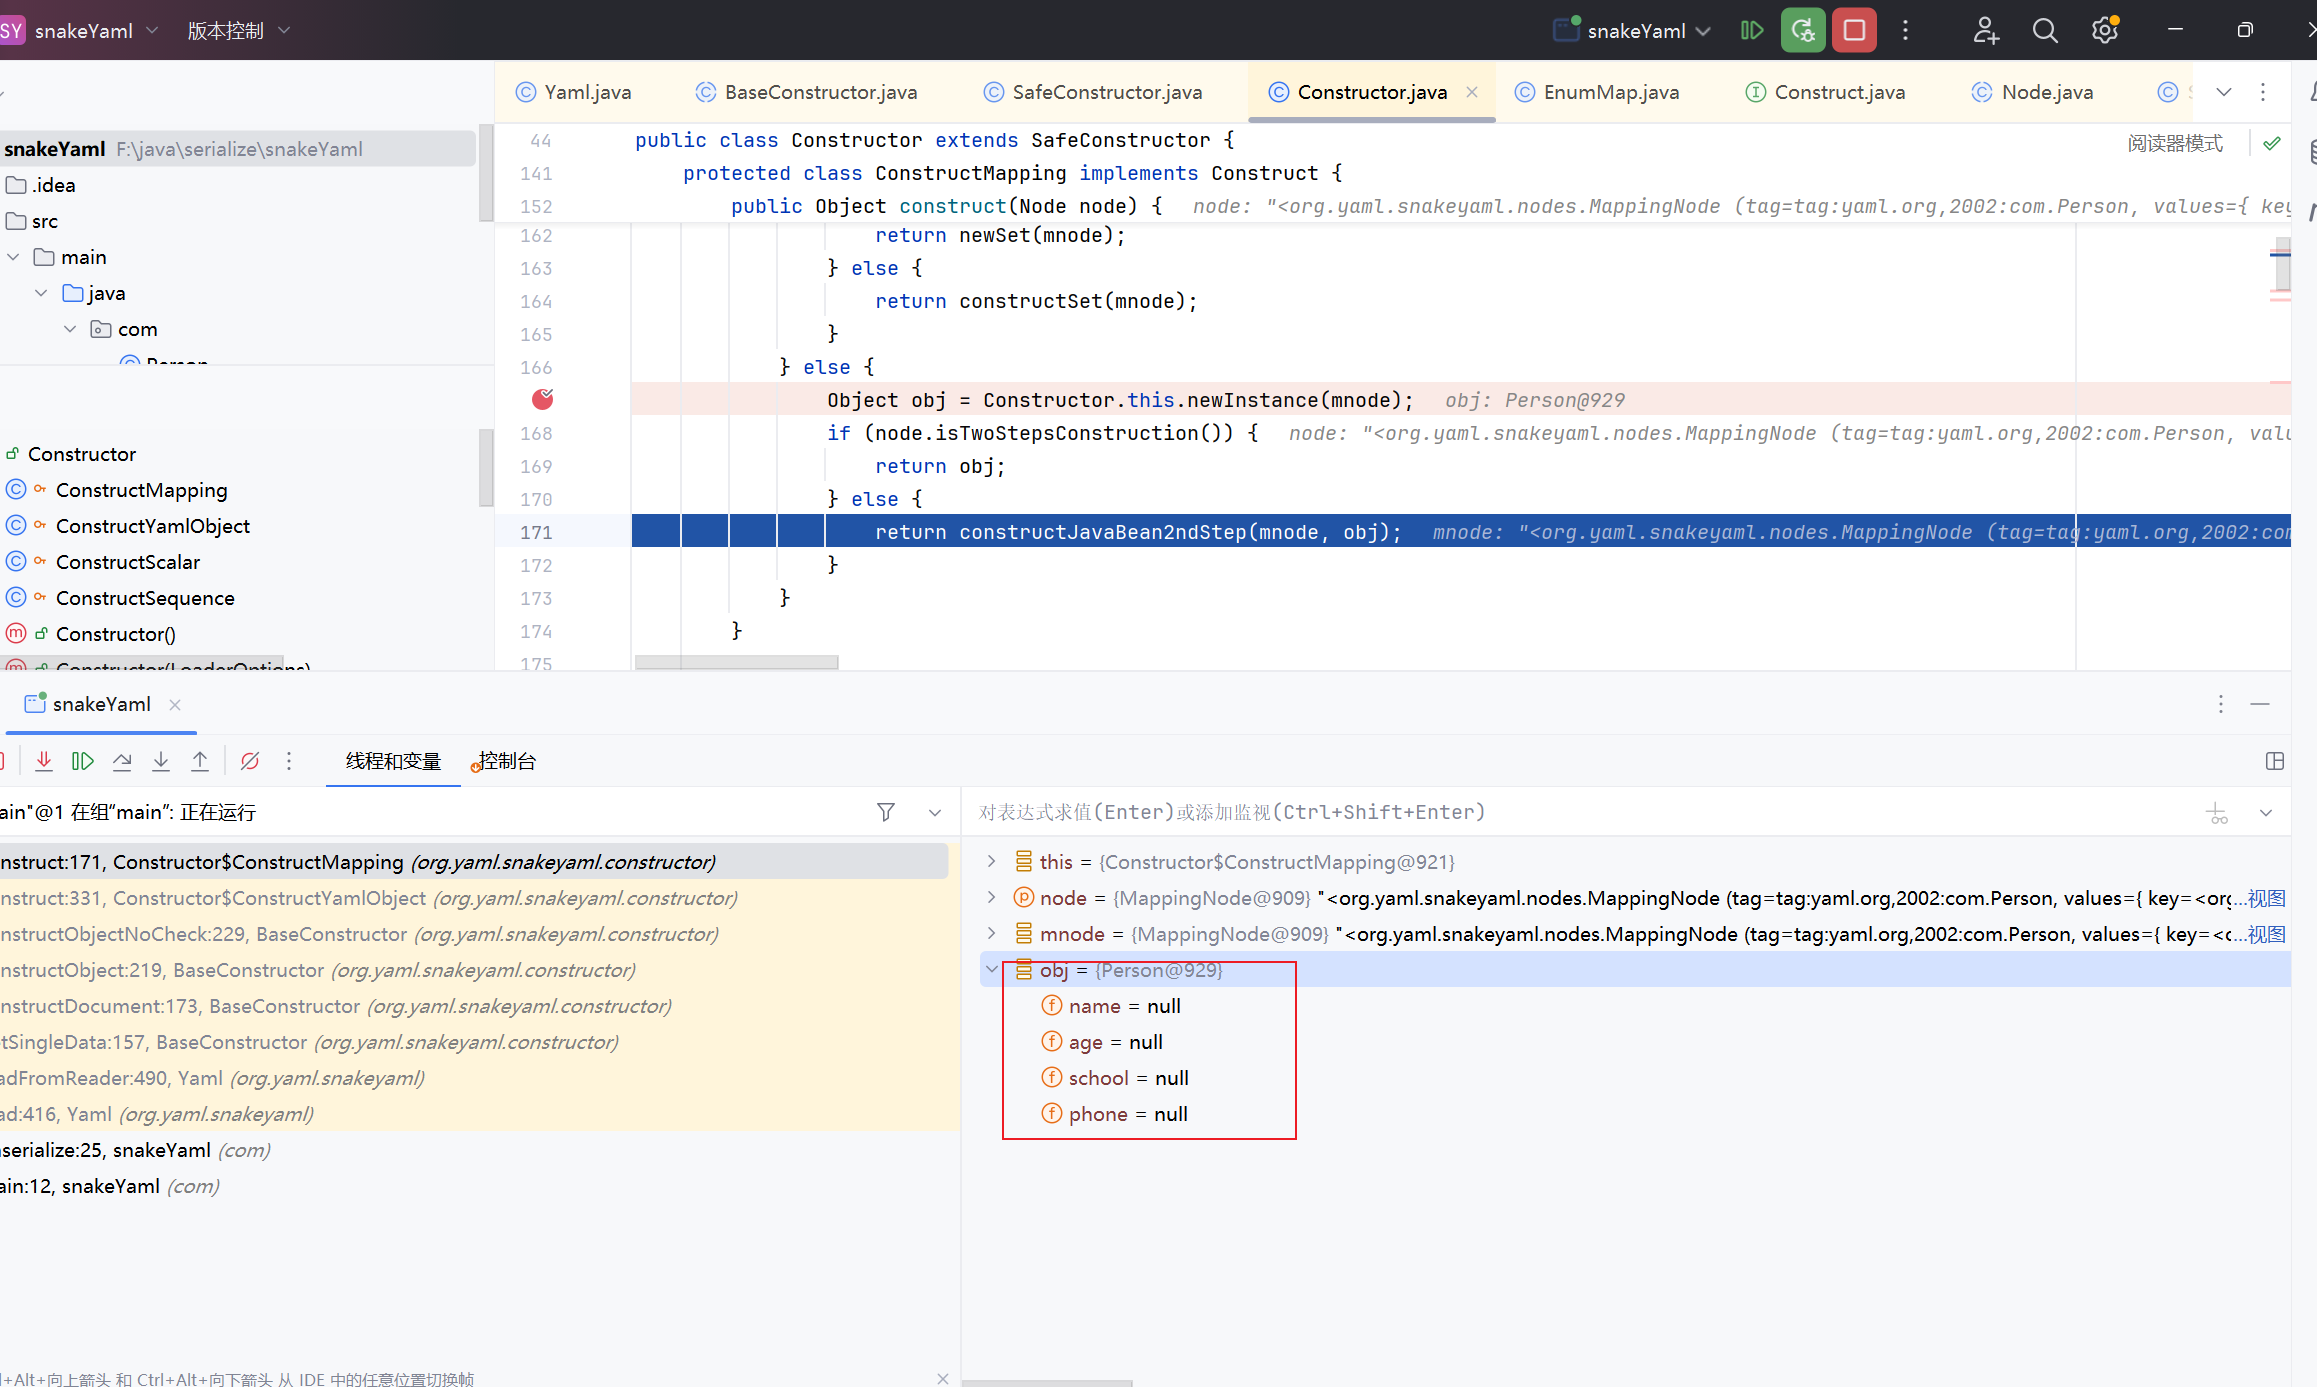 SY snakeYaml 版本控制 snakeYaml
Yaml.java BaseConstructor.java SafeConstructor.java Constructor.java EnumMap.java Construct.java Node.java
snakeYaml F:\java\serialize\snakeYaml
.idea
src
main
java
com
Person
Constructor
ConstructMapping
ConstructYamlObject
ConstructScalar
ConstructSequence
Constructor()
Constructor(LoaderOptions)
阅读器模式
44 public class Constructor extends SafeConstructor {
141 protected class ConstructMapping implements Construct {
152 public Object construct(Node node) { node: "<org.yaml.snakeyaml.nodes.MappingNode (tag=tag:yaml.org,2002:com.Person, values={ key
162 return newSet(mnode);
163 } else {
164 return constructSet(mnode);
165 }
166 } else {
Object obj = Constructor.this.newInstance(mnode); obj: Person@929
168 if (node.isTwoStepsConstruction()) { node: "<org.yaml.snakeyaml.nodes.MappingNode (tag=tag:yaml.org,2002:com.Person, valu
169 return obj;
170 } else {
171 return constructJavaBean2ndStep(mnode, obj); mnode: "<org.yaml.snakeyaml.nodes.MappingNode (tag=tag:yaml.org,2002:com
172 }
173 }
174 }
175
snakeYaml
线程和变量 控制台
ain"@1 在组“main”: 正在运行
nstruct:171, Constructor$ConstructMapping (org.yaml.snakeyaml.constructor)
nstruct:331, Constructor$ConstructYamlObject (org.yaml.snakeyaml.constructor)
nstructObjectNoCheck:229, BaseConstructor (org.yaml.snakeyaml.constructor)
nstructObject:219, BaseConstructor (org.yaml.snakeyaml.constructor)
nstructDocument:173, BaseConstructor (org.yaml.snakeyaml.constructor)
tSingleData:157, BaseConstructor (org.yaml.snakeyaml.constructor)
adFromReader:490, Yaml (org.yaml.snakeyaml)
ad:416, Yaml (org.yaml.snakeyaml)
serialize:25, snakeYaml (com)
ain:12, snakeYaml (com)
对表达式求值(Enter)或添加监视(Ctrl+Shift+Enter)
this = {Constructor$ConstructMapping@921}
node = {MappingNode@909} "<org.yaml.snakeyaml.nodes.MappingNode (tag=tag:yaml.org,2002:com.Person, values={ key=<org...视图
mnode = {MappingNode@909} "<org.yaml.snakeyaml.nodes.MappingNode (tag=tag:yaml.org,2002:com.Person, values={ key=<o...视图
obj = {Person@929}
name = null
age = null
school = null
phone = null
l+Alt+向上箭头 和 Ctrl+Alt+向下箭头 从 IDE 中的任意位置切换帧